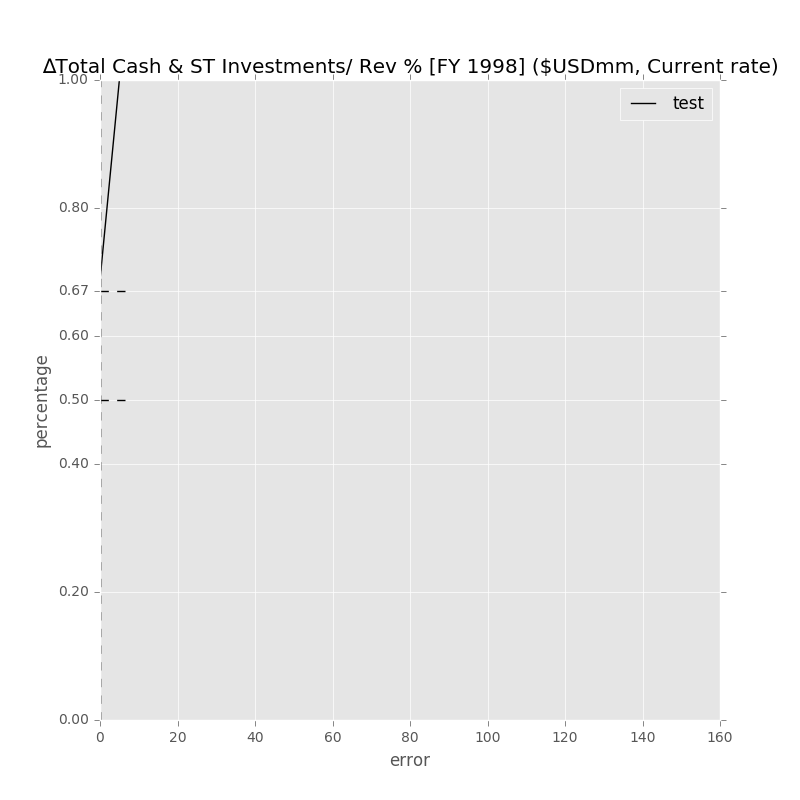 ΔTotal Cash & ST Investments/ Rev % [FY 1998] ($USDmm, Current rate)
test
1.00
0.80
0.67
0.60
0.50
0.40
0.20
0.00
percentage
0 20 40 60 80 100 120 140 160
error